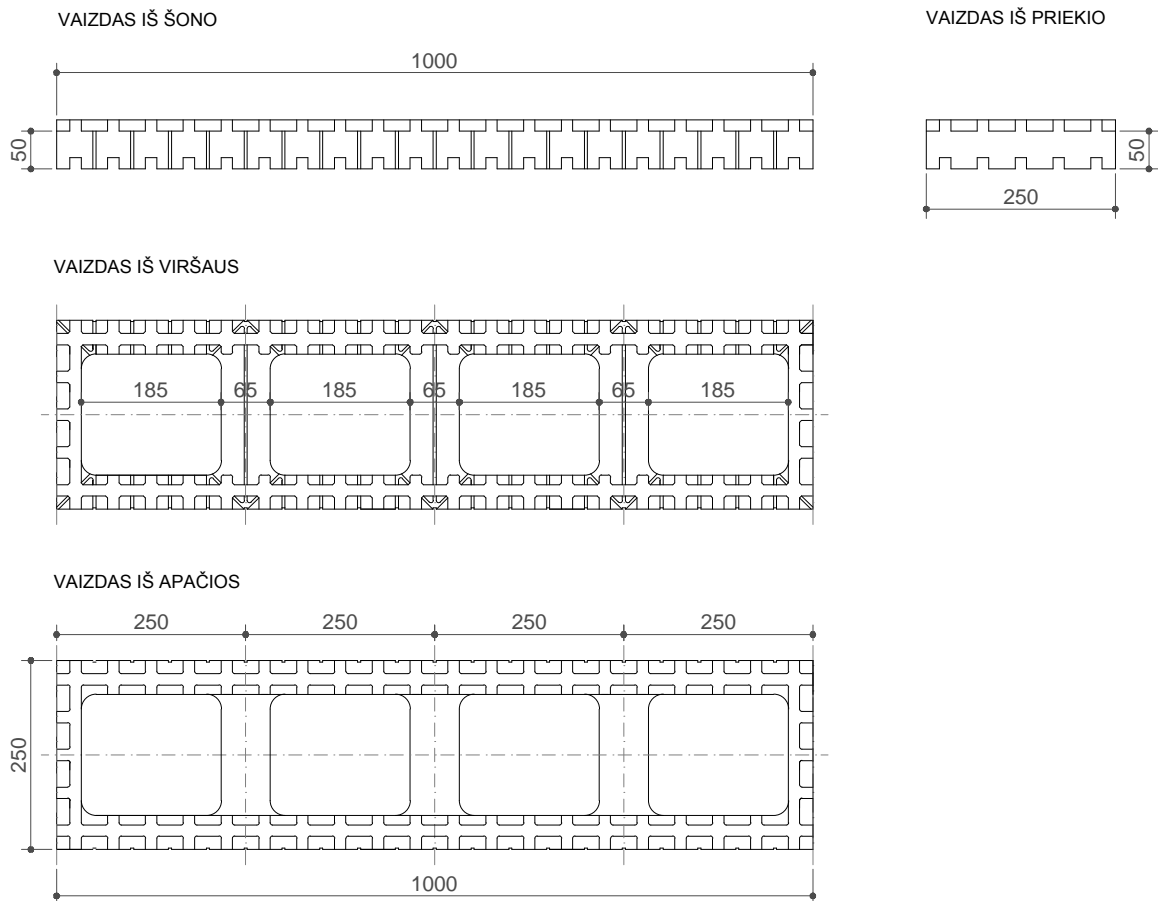 VAIZDAS IŠ ŠONO
VAIZDAS IŠ PRIEKIO
1000
50
50
250
VAIZDAS IŠ VIRŠAUS
185 65 185 65 185 65 185
VAIZDAS IŠ APAČIOS
250 250 250 250
250
1000